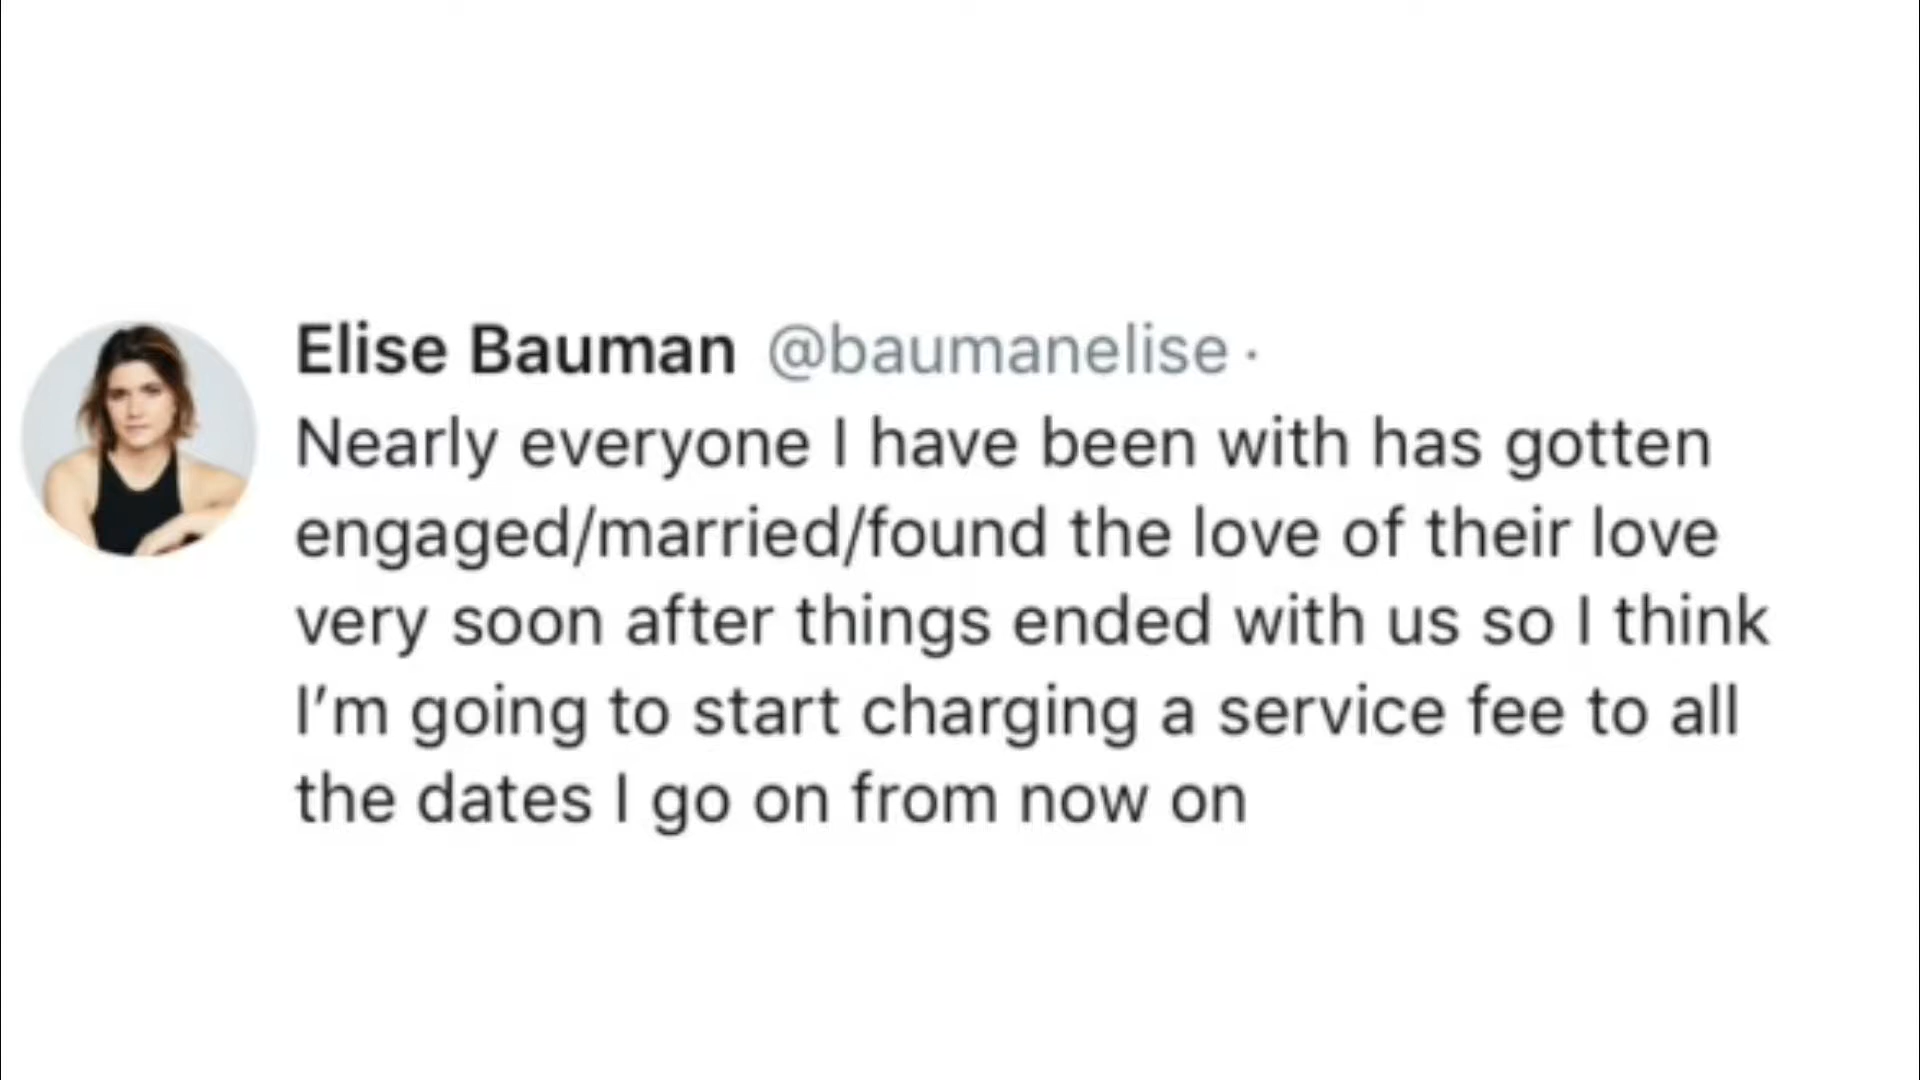 Elise Bauman @baumanelise ·
Nearly everyone I have been with has gotten
engaged/married/found the love of their love
very soon after things ended with us so I think
I’m going to start charging a service fee to all
the dates I go on from now on